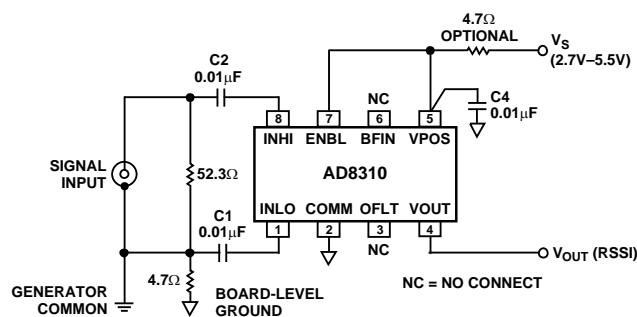 4.7Ω
OPTIONAL
VS
(2.7V–5.5V)
C2
0.01µF
NC
C4
0.01µF
8
7
6
5
INHI
ENBL
BFIN
VPOS
SIGNAL
INPUT
52.3Ω
AD8310
C1
0.01µF
INLO
COMM
OFLT
VOUT
1
2
3
4
NC
4.7Ω
VOUT (RSSI)
NC = NO CONNECT
GENERATOR
COMMON
BOARD-LEVEL
GROUND